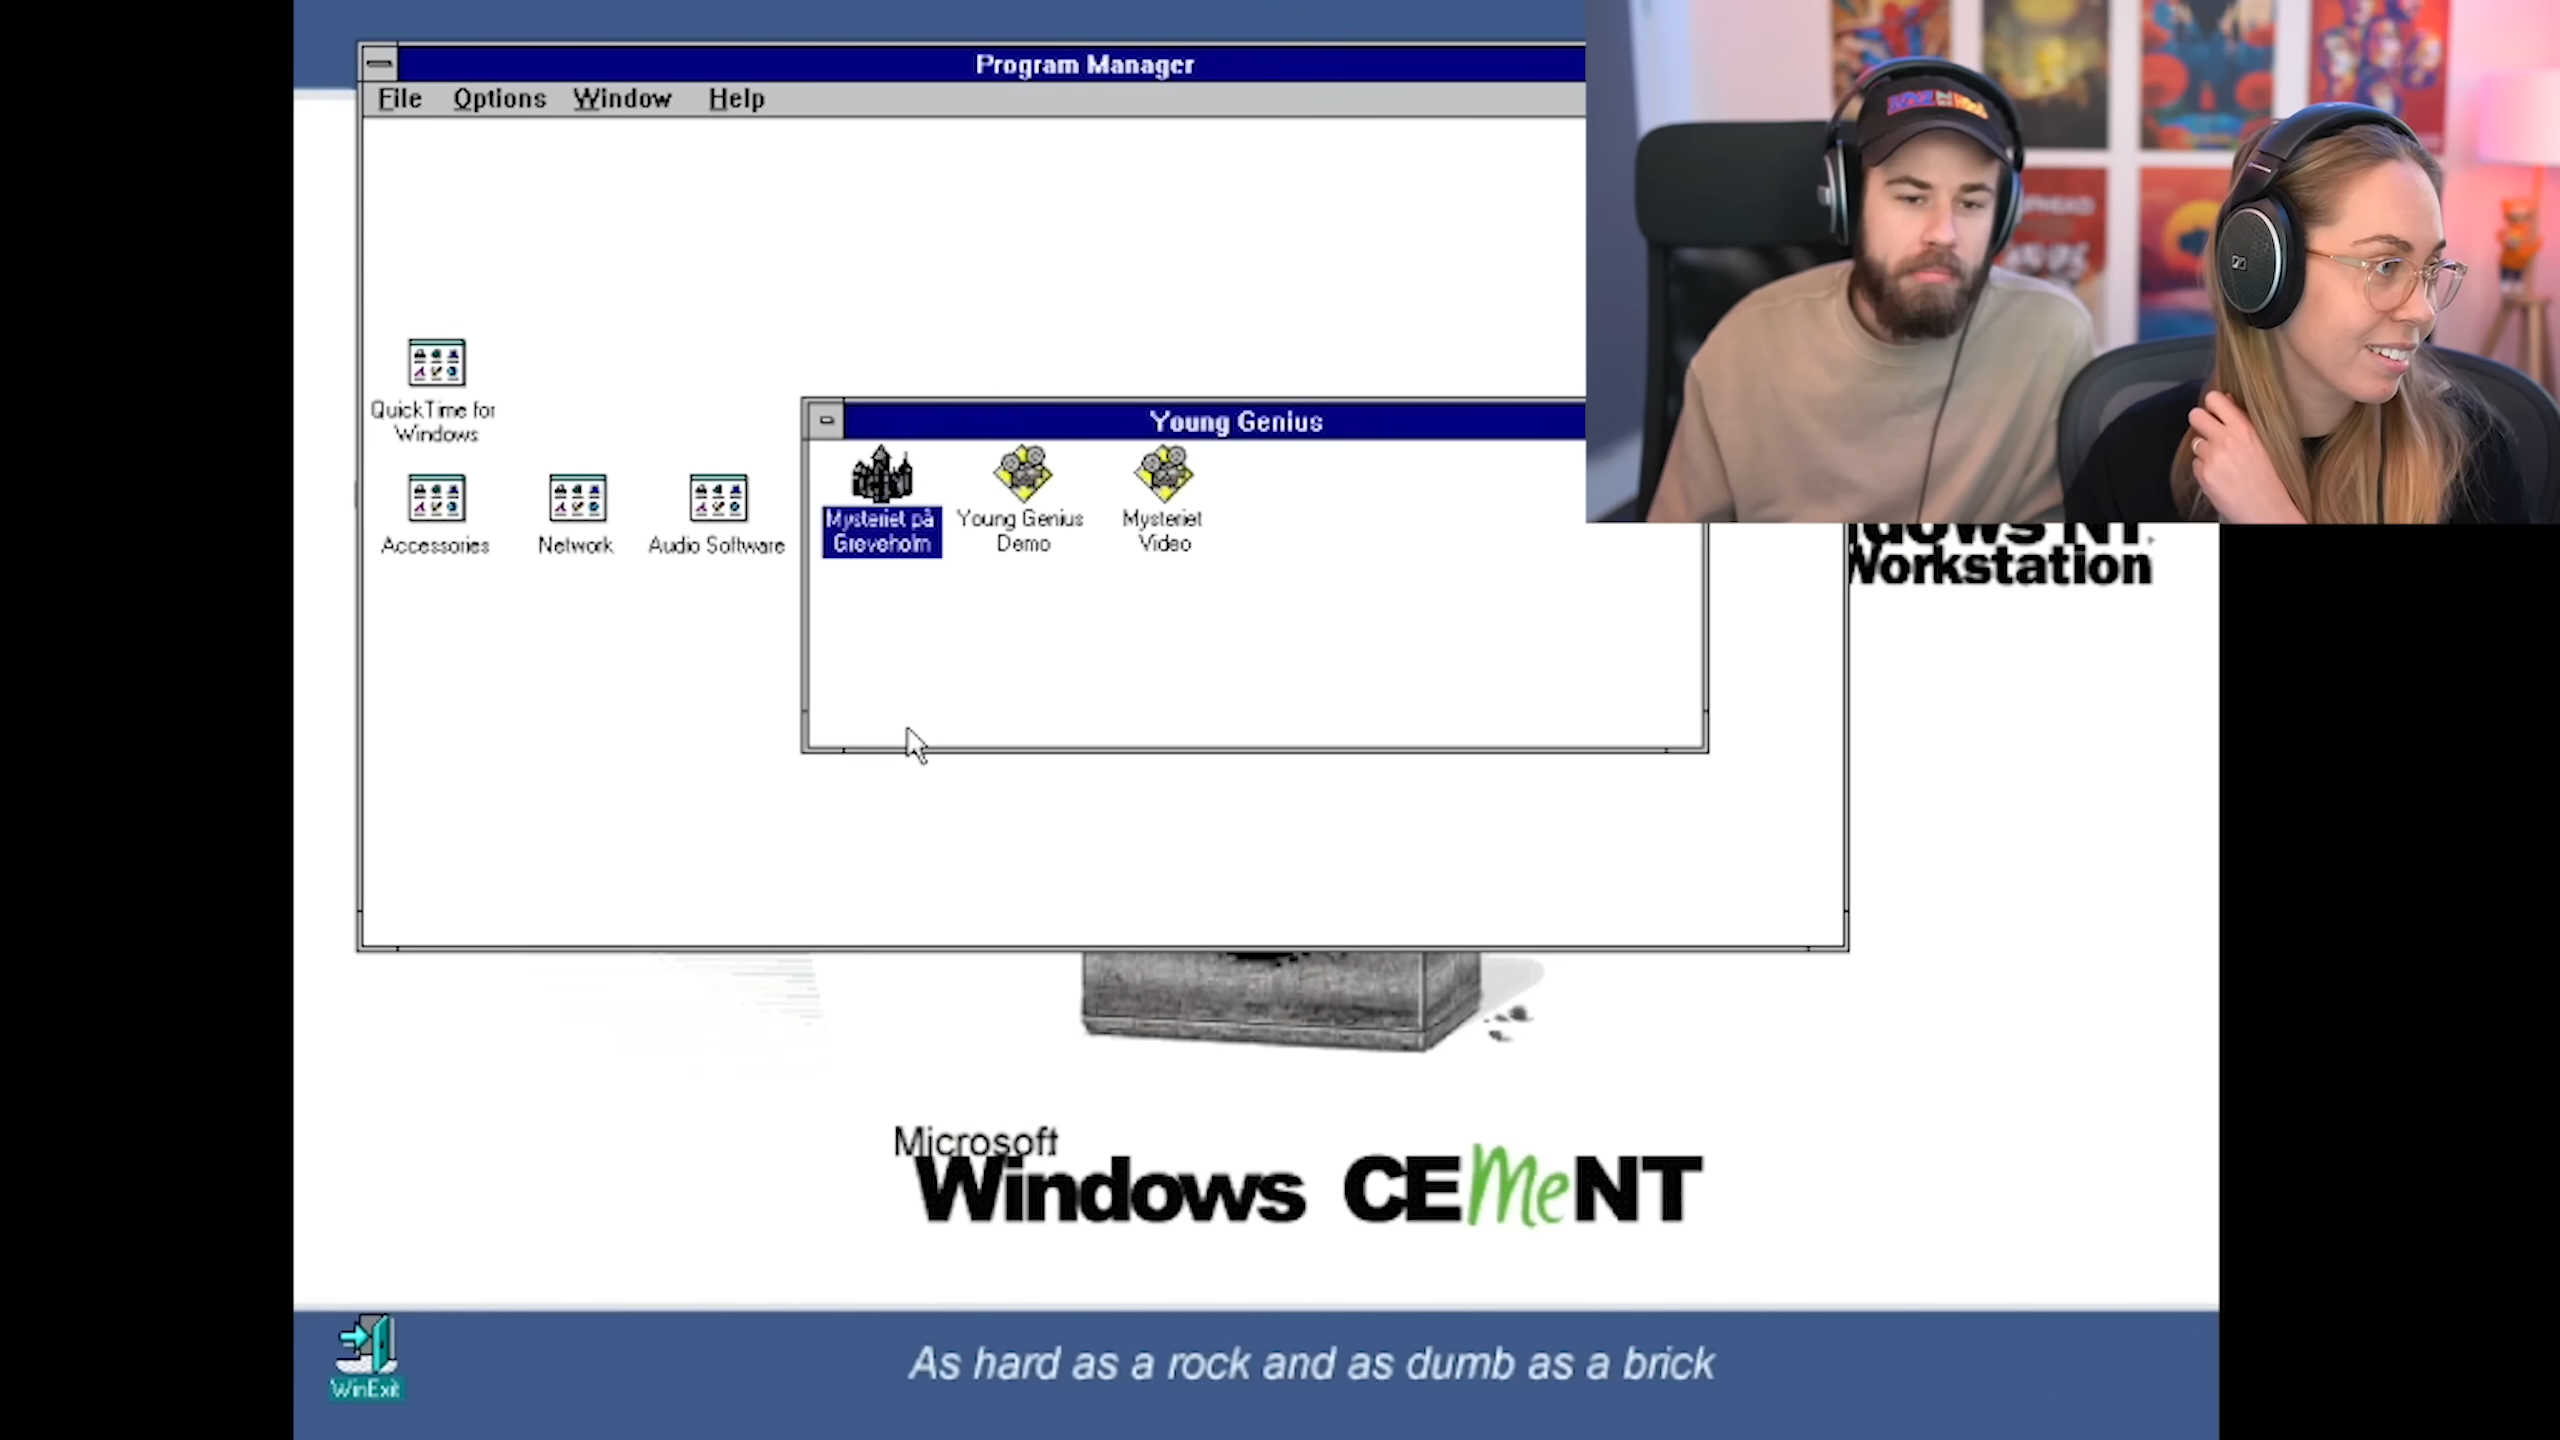 Program Manager
File Options Window Help
QuickTime for
Windows
Accessories
Network
Audio Software
Young Genius
Mysteriet på
Greveholm
Young Genius
Demo
Mysteriet
Video
Workstation
Microsoft
Windows CEMeNT
WinExit
As hard as a rock and as dumb as a brick